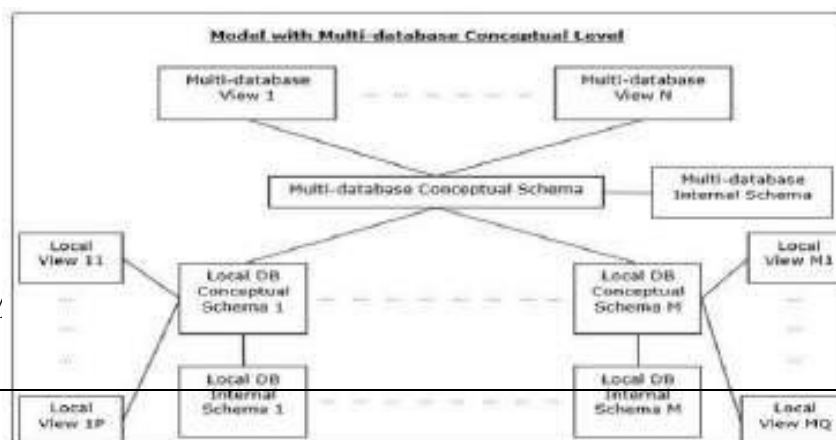 Model with Multi-database Conceptual Level
Multi-database
View 1
Multi-database
View N
Multi-database Conceptual Schema
Multi-database
Internal Schema
Local
View 11
Local DB
Conceptual
Schema 1
Local DB
Conceptual
Schema M
Local
View M1
Local
View 1P
Local DB
Internal
Schema 1
Local DB
Internal
Schema M
Local
View MQ